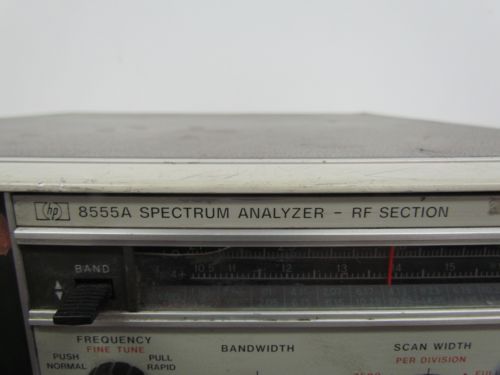 hp 8555A SPECTRUM ANALYZER - RF SECTION
BAND
4+ 10.5 11 12 13 14 15
FREQUENCY
FINE TUNE
PUSH NORMAL
PULL RAPID
BANDWIDTH
SCAN WIDTH
PER DIVISION